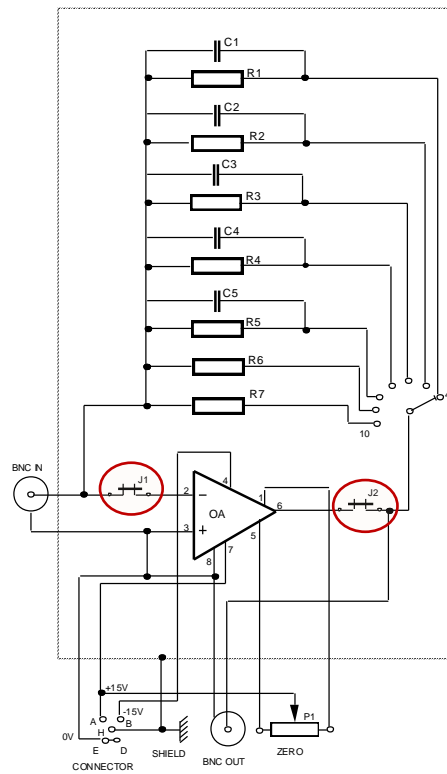 C1
R1
C2
R2
C3
R3
C4
R4
C5
R5
R6
R7
10
BNC IN
J1
2
4
1
6
J2
OA
3
5
7
8
+15V
-15V
P1
A
B
H
0V
E
D
SHIELD
BNC OUT
ZERO
CONNECTOR